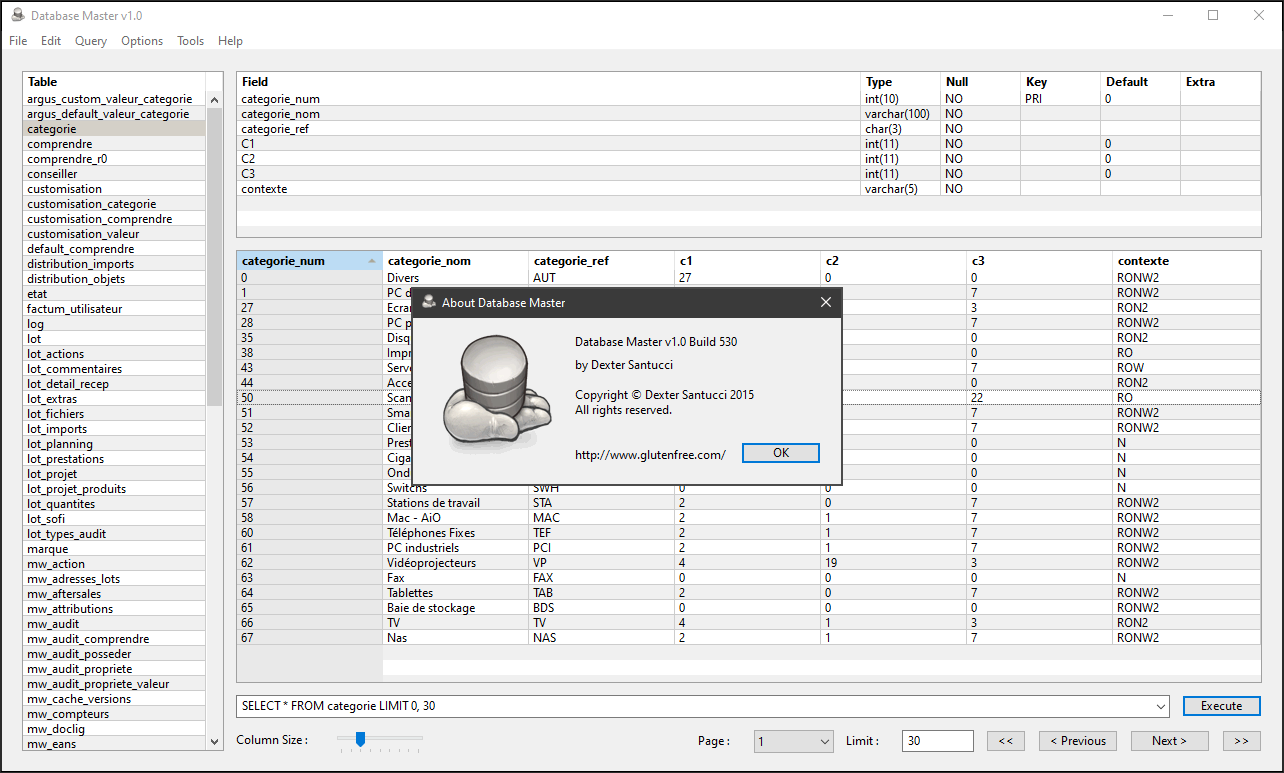 Database Master v1.0
File Edit Query Options Tools Help
Table
argus_custom_valeur_categorie
argus_default_valeur_categorie
categorie
comprendre
comprendre_r0
conseiller
customisation
customisation_categorie
customisation_comprendre
customisation_valeur
default_comprendre
distribution_imports
distribution_objets
etat
factum_utilisateur
log
lot
lot_actions
lot_commentaires
lot_detail_recep
lot_extras
lot_fichiers
lot_imports
lot_planning
lot_prestations
lot_projet
lot_projet_produits
lot_quantites
lot_sofi
lot_types_audit
marque
mw_action
mw_adresses_lots
mw_aftersales
mw_attributions
mw_audit
mw_audit_comprendre
mw_audit_posseder
mw_audit_propriete
mw_audit_propriete_valeur
mw_cache_versions
mw_compteurs
mw_doclig
mw_eans
Field Type Null Key Default Extra
categorie_num int(10) NO PRI 0
categorie_nom varchar(100) NO
categorie_ref char(3) NO
C1 int(11) NO 0
C2 int(11) NO 0
C3 int(11) NO 0
contexte varchar(5) NO
categorie_num categorie_nom categorie_ref c1 c2 c3 contexte
0 Divers AUT 27 0 0 RONW2
1 PC d 7 RONW2
27 Ecra 3 RON2
28 PC p 7 RONW2
35 Disq 0 RON2
38 Impr 0 RO
43 Serv 7 ROW
44 Acce 0 RON2
50 Scan 22 RO
51 Sma 7 RONW2
52 Clier 7 RONW2
53 Prest 0 N
54 Ciga 0 N
55 Ond 0 N
56 Switchs SWH 0 0 0 N
57 Stations de travail STA 2 0 7 RONW2
58 Mac - AiO MAC 2 1 7 RONW2
60 Téléphones Fixes TEF 2 1 7 RONW2
61 PC industriels PCI 2 1 7 RONW2
62 Vidéoprojecteurs VP 4 19 3 RONW2
63 Fax FAX 0 0 0 N
64 Tablettes TAB 2 0 7 RONW2
65 Baie de stockage BDS 0 0 0 RONW2
66 TV TV 4 1 3 RON2
67 Nas NAS 2 1 7 RONW2
About Database Master
Database Master v1.0 Build 530
by Dexter Santucci
Copyright © Dexter Santucci 2015
All rights reserved.
http://www.glutenfree.com/ OK
SELECT * FROM categorie LIMIT 0, 30 Execute
Column Size : Page : 1 Limit : 30 << < Previous Next > >>